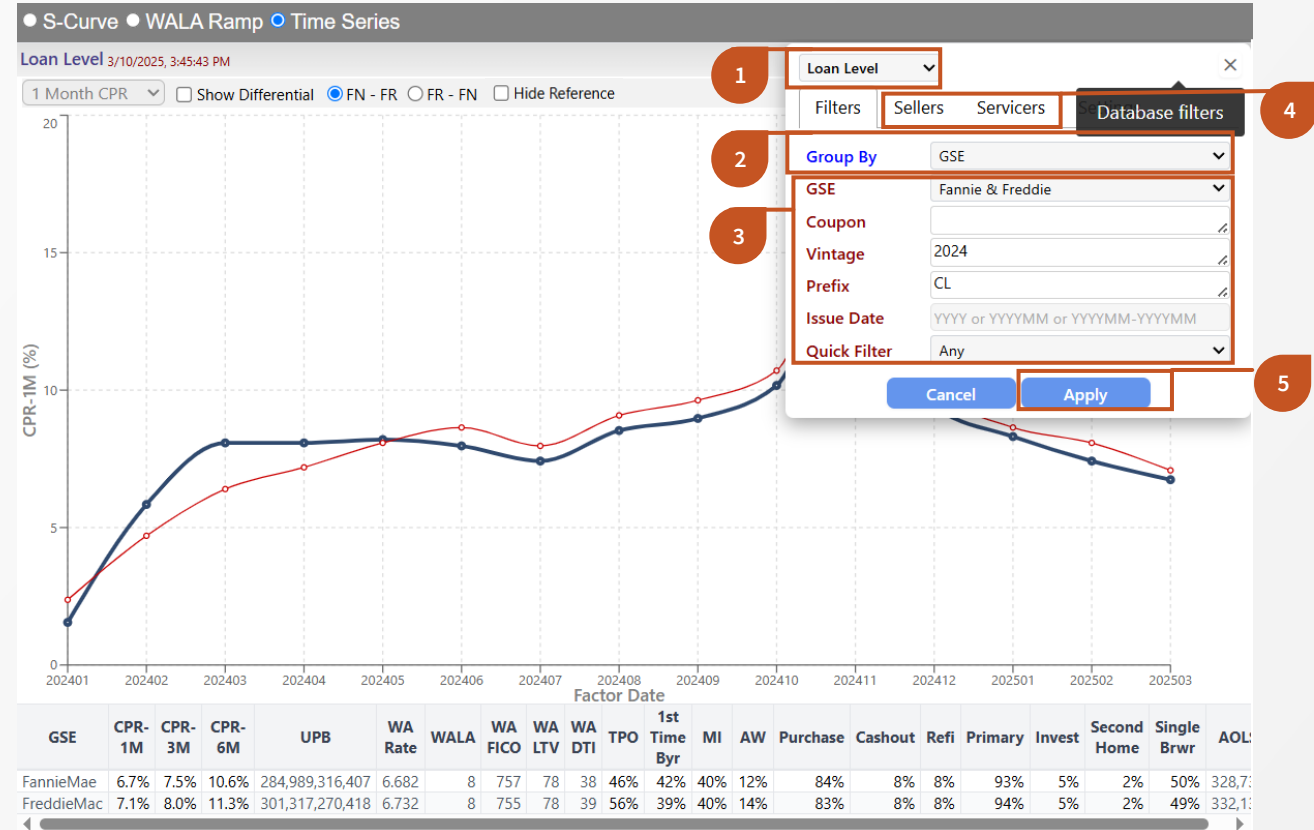 S-Curve WALA Ramp Time Series
Loan Level 3/10/2025, 3:45:43 PM
1 Month CPR Show Differential FN - FR FR - FN Hide Reference
1
Loan Level
Filters Sellers Servicers
Database filters
4
2
Group By GSE
GSE Fannie & Freddie
3
Coupon
Vintage 2024
Prefix CL
Issue Date YYYY or YYYYMM or YYYYMM-YYYYMM
Quick Filter Any
Cancel Apply
5
CPR-1M (%)
20
15
10
5
0
202401 202402 202403 202404 202405 202406 202407 202408 202409 202410 202411 202412 202501 202502 202503
Factor Date
GSE CPR-1M CPR-3M CPR-6M UPB WA Rate WALA WA FICO WA LTV WA DTI TPO 1st Time Byr MI AW Purchase Cashout Refi Primary Invest Second Home Single Brwr
FannieMae 6.7% 7.5% 10.6% 284,989,316,407 6.682 8 757 78 38 46% 42% 40% 12% 84% 8% 8% 93% 5% 2% 50%
FreddieMac 7.1% 8.0% 11.3% 301,317,270,418 6.732 8 755 78 39 56% 39% 40% 14% 83% 8% 8% 94% 5% 2% 49%